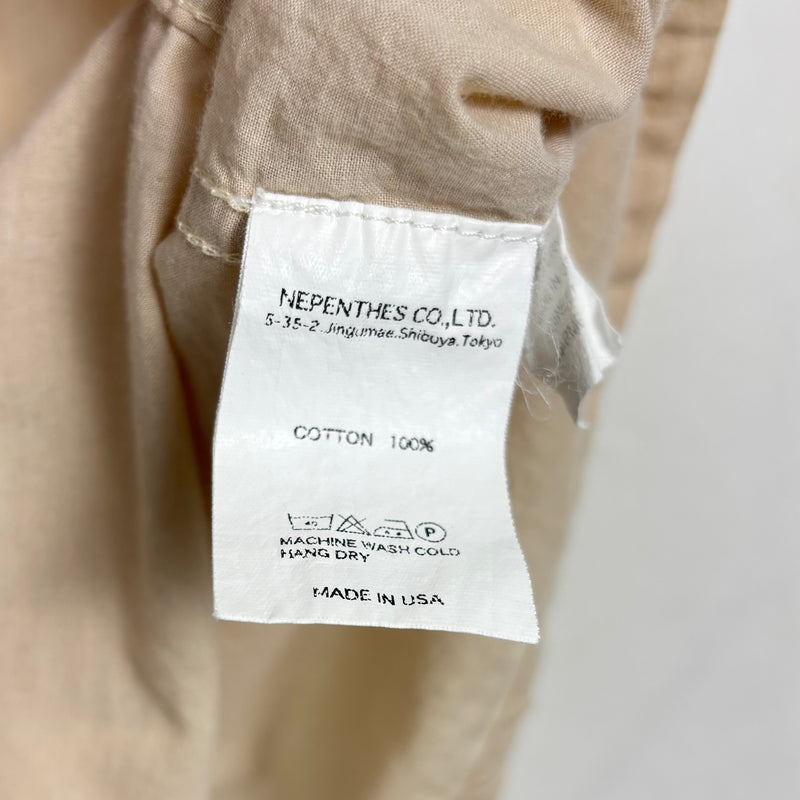 NEPENTHES CO.,LTD.
5-35-2.Jingumae.Shibuya.Tokyo
COTTON 100%
40 P
MACHINE WASH COLD
HANG DRY
MADE IN USA